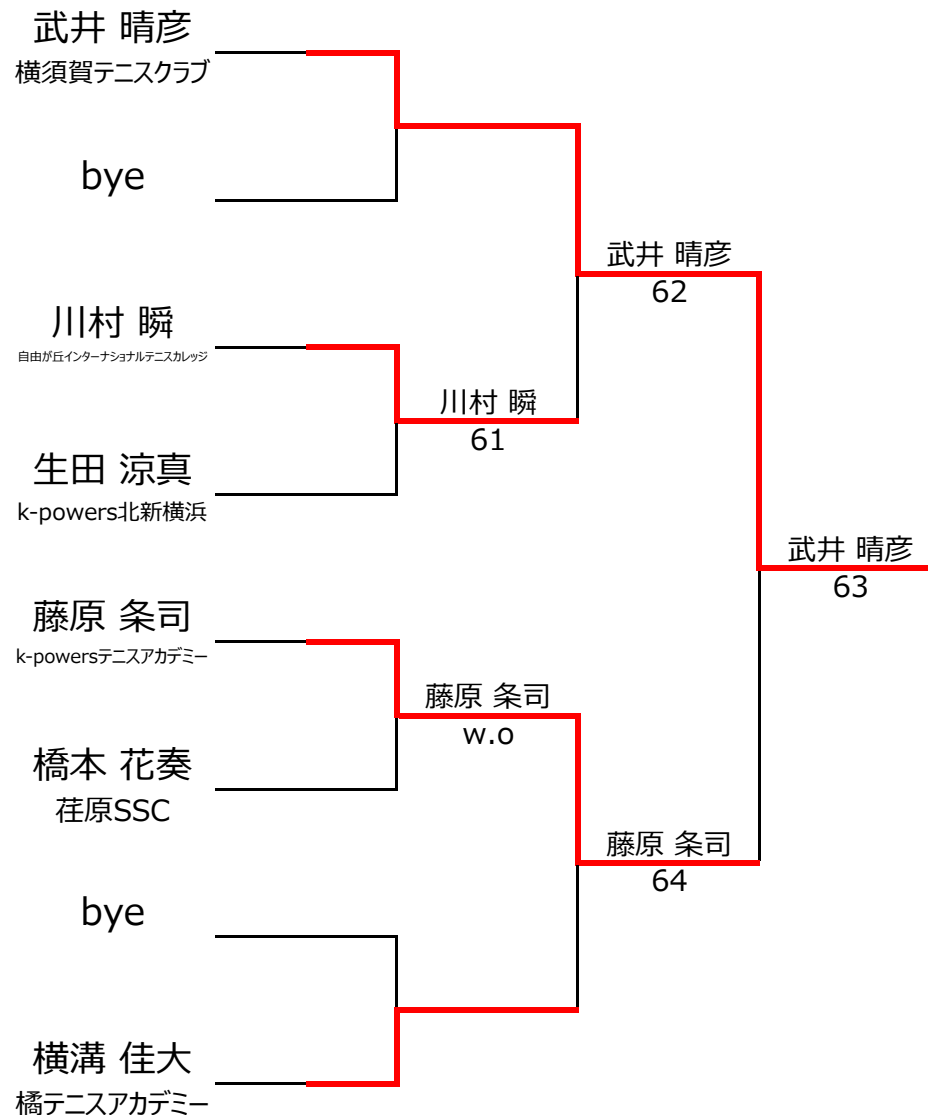 武井 晴彦
横須賀テニスクラブ
bye
川村 瞬
自由が丘インターナショナルテニスカレッジ
生田 涼真
k-powers北新横浜
藤原 条司
k-powersテニスアカデミー
橋本 花奏
荏原SSC
bye
横溝 佳大
橘テニスアカデミー
川村 瞬
61
藤原 条司
w.o
武井 晴彦
62
藤原 条司
64
武井 晴彦
63